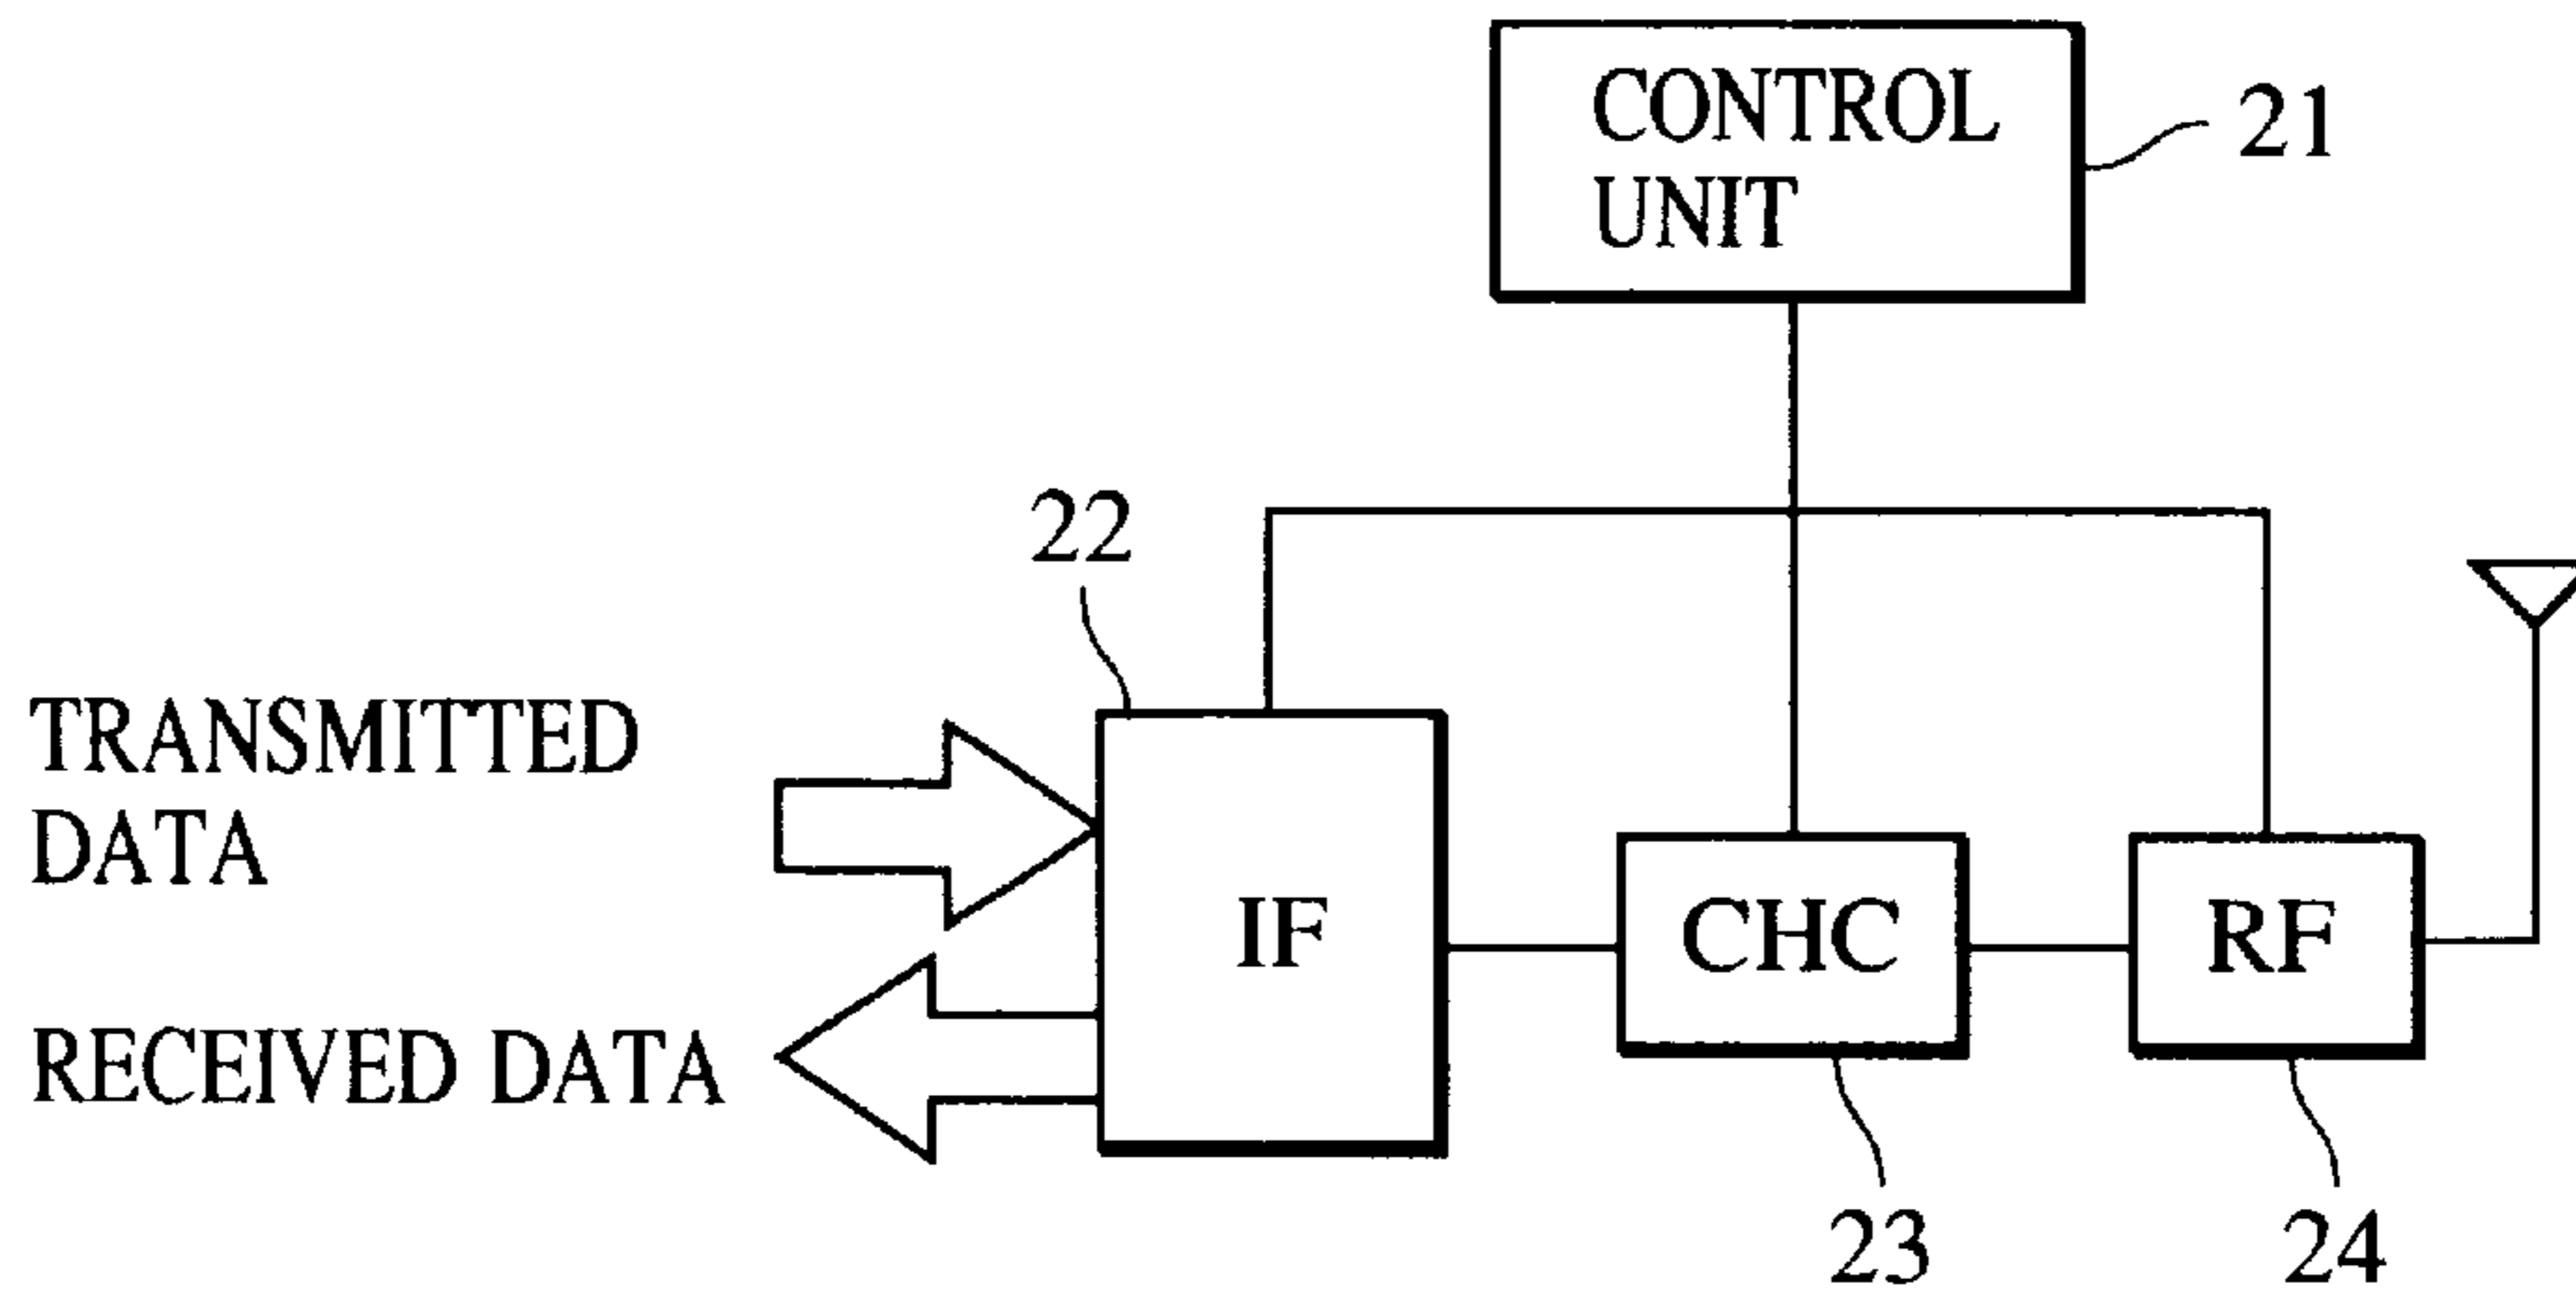 CONTROL
UNIT
21
22
TRANSMITTED
DATA
IF
CHC
RF
RECEIVED DATA
23
24